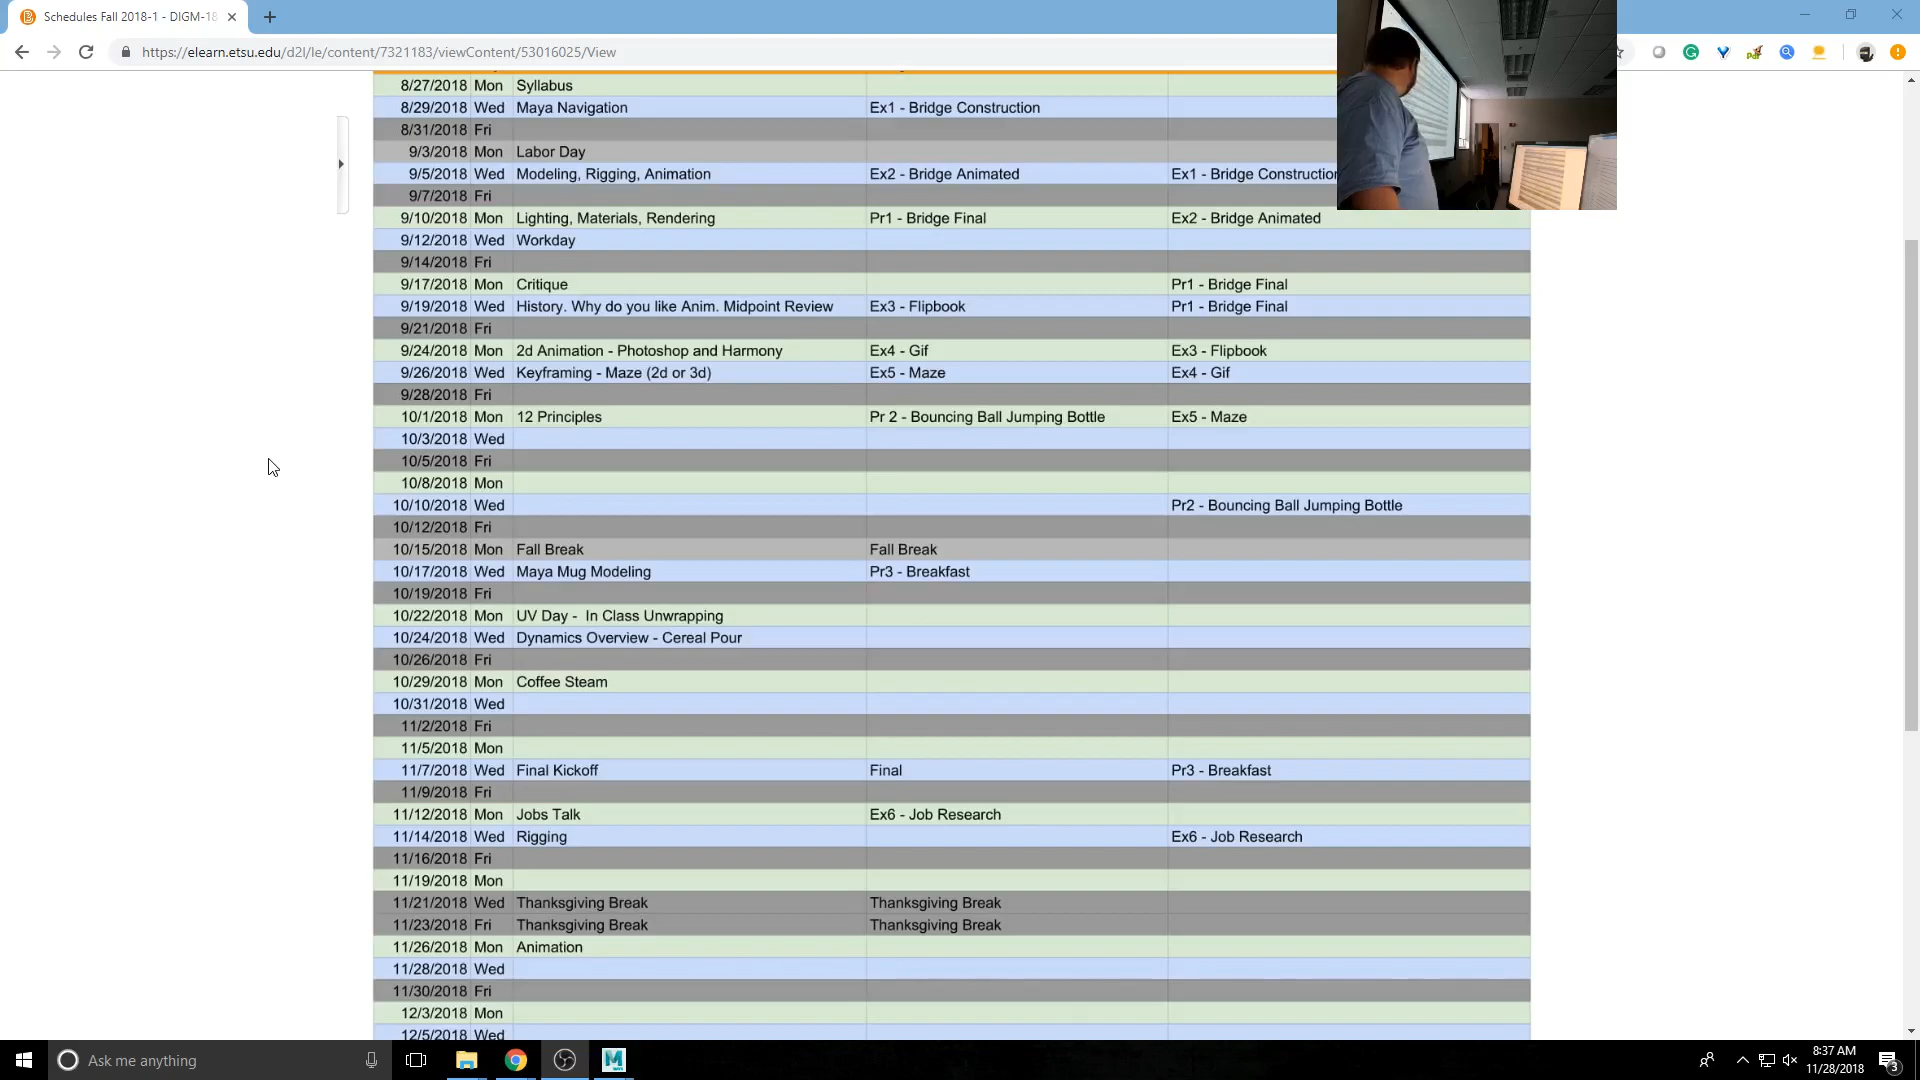 Schedules Fall 2018-1 - DIGM-18
https://elearn.etsu.edu/d2l/le/content/7321183/viewContent/53016025/View
8/27/2018 Mon Syllabus
8/29/2018 Wed Maya Navigation Ex1 - Bridge Construction
8/31/2018 Fri
9/3/2018 Mon Labor Day
9/5/2018 Wed Modeling, Rigging, Animation Ex2 - Bridge Animated Ex1 - Bridge Construction
9/7/2018 Fri
9/10/2018 Mon Lighting, Materials, Rendering Pr1 - Bridge Final Ex2 - Bridge Animated
9/12/2018 Wed Workday
9/14/2018 Fri
9/17/2018 Mon Critique Pr1 - Bridge Final
9/19/2018 Wed History. Why do you like Anim. Midpoint Review Ex3 - Flipbook Pr1 - Bridge Final
9/21/2018 Fri
9/24/2018 Mon 2d Animation - Photoshop and Harmony Ex4 - Gif Ex3 - Flipbook
9/26/2018 Wed Keyframing - Maze (2d or 3d) Ex5 - Maze Ex4 - Gif
9/28/2018 Fri
10/1/2018 Mon 12 Principles Pr 2 - Bouncing Ball Jumping Bottle Ex5 - Maze
10/3/2018 Wed
10/5/2018 Fri
10/8/2018 Mon
10/10/2018 Wed Pr2 - Bouncing Ball Jumping Bottle
10/12/2018 Fri
10/15/2018 Mon Fall Break Fall Break
10/17/2018 Wed Maya Mug Modeling Pr3 - Breakfast
10/19/2018 Fri
10/22/2018 Mon UV Day - In Class Unwrapping
10/24/2018 Wed Dynamics Overview - Cereal Pour
10/26/2018 Fri
10/29/2018 Mon Coffee Steam
10/31/2018 Wed
11/2/2018 Fri
11/5/2018 Mon
11/7/2018 Wed Final Kickoff Final Pr3 - Breakfast
11/9/2018 Fri
11/12/2018 Mon Jobs Talk Ex6 - Job Research
11/14/2018 Wed Rigging Ex6 - Job Research
11/16/2018 Fri
11/19/2018 Mon
11/21/2018 Wed Thanksgiving Break Thanksgiving Break
11/23/2018 Fri Thanksgiving Break Thanksgiving Break
11/26/2018 Mon Animation
11/28/2018 Wed
11/30/2018 Fri
12/3/2018 Mon
12/5/2018 Wed
Ask me anything
8:37 AM
11/28/2018
3